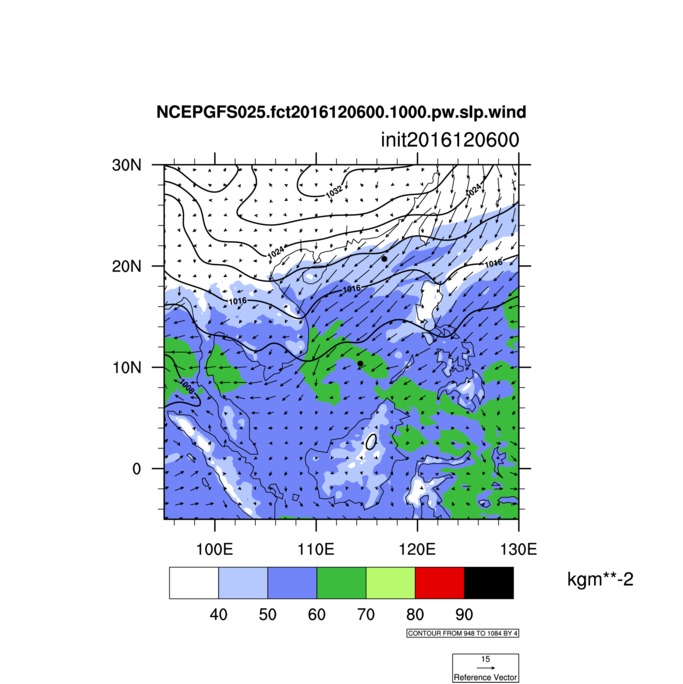 NCEPGFS025.fct2016120600.1000.pw.slp.wind
init2016120600
30N
1032
1024
1024
20N
1016
1016
1016
10N
1008
0
100E 110E 120E 130E
kgm**-2
40 50 60 70 80 90
CONTOUR FROM 948 TO 1084 BY 4
15
Reference Vector